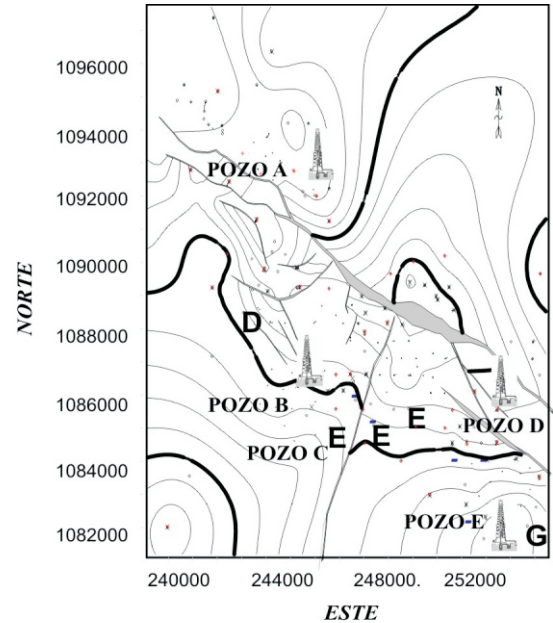 1096000
N
1094000
POZO A
1092000
1090000
NORTE
1088000
D
1086000
POZO B
E
POZO D
E
E
POZO C
1084000
POZO-E
G
1082000
240000
244000
248000.
252000
ESTE